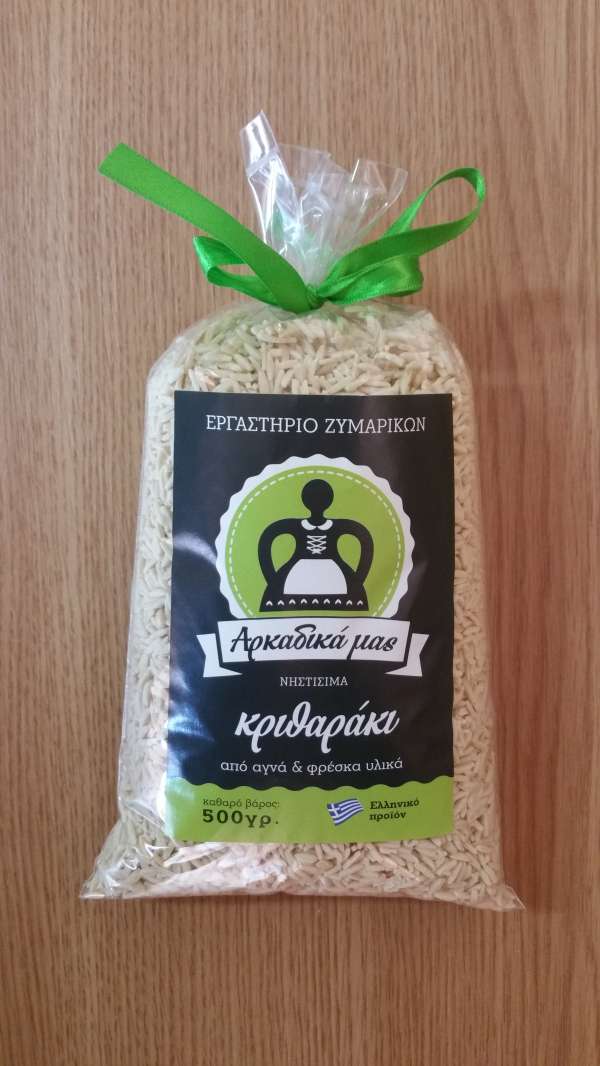 ΕΡΓΑΣΤΗΡΙΟ ΖΥΜΑΡΙΚΩΝ
Αρκαδικά μας
ΝΗΣΤΙΣΙΜΑ
κριθαράκι
από αγνά & φρέσκα υλικά
καθαρό βάρος:
500γρ.
Ελληνικό
προϊόν